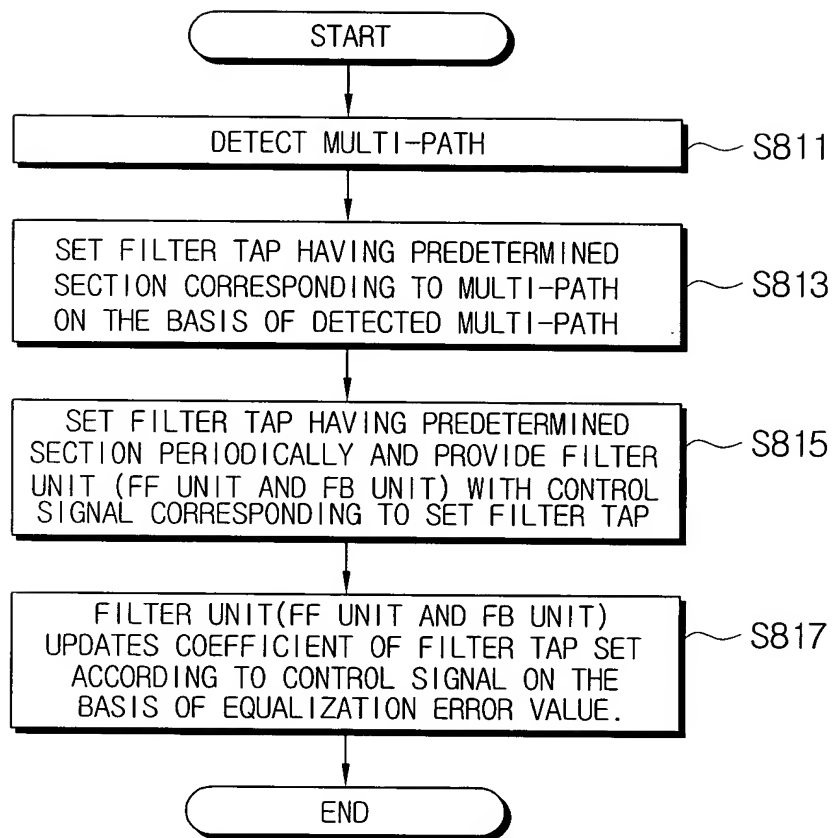 START
DETECT MULTI-PATH
S811
SET FILTER TAP HAVING PREDETERMINED
SECTION CORRESPONDING TO MULTI-PATH
ON THE BASIS OF DETECTED MULTI-PATH
S813
SET FILTER TAP HAVING PREDETERMINED
SECTION PERIODICALLY AND PROVIDE FILTER
UNIT (FF UNIT AND FB UNIT) WITH CONTROL
SIGNAL CORRESPONDING TO SET FILTER TAP
S815
FILTER UNIT(FF UNIT AND FB UNIT)
UPDATES COEFFICIENT OF FILTER TAP SET
ACCORDING TO CONTROL SIGNAL ON THE
BASIS OF EQUALIZATION ERROR VALUE.
S817
END